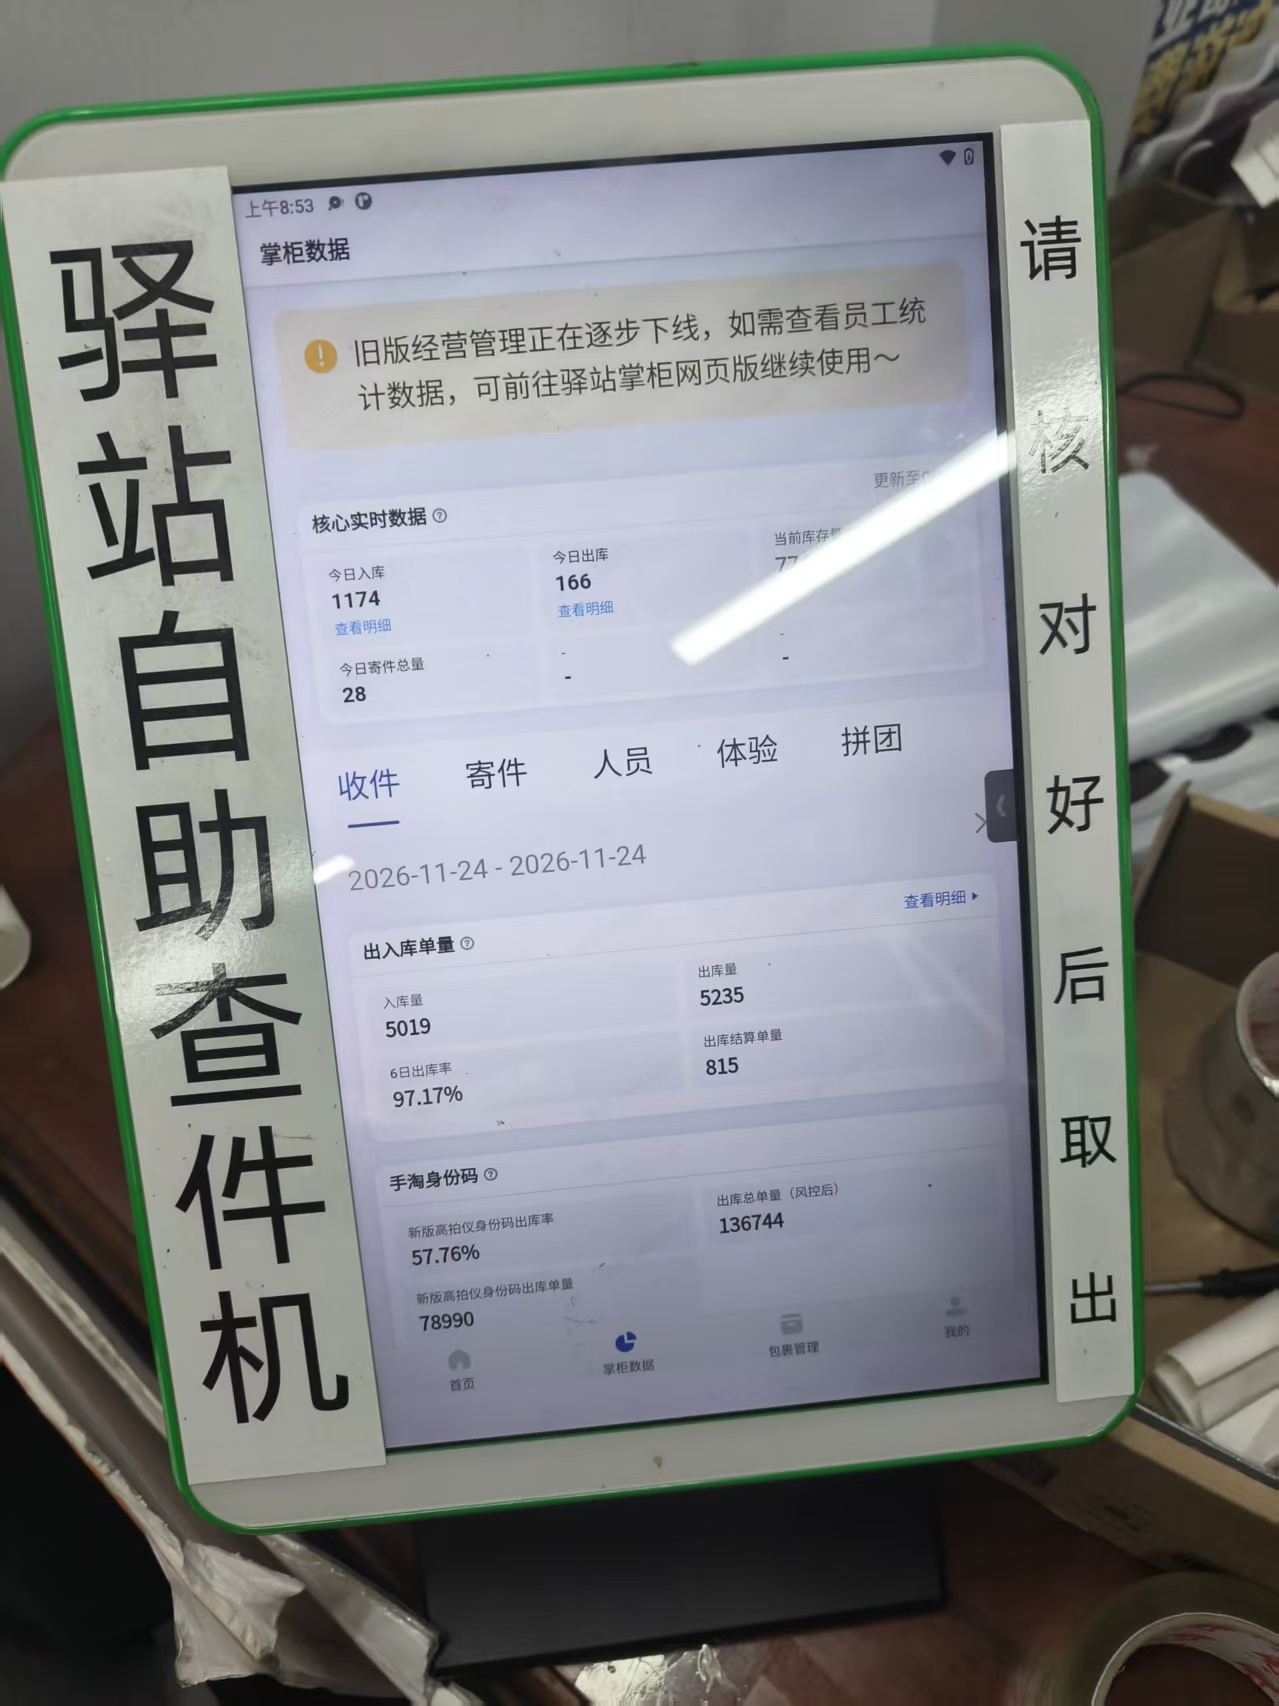 驿站自助查件机
请核对好后取出
上午8:53
掌柜数据
旧版经营管理正在逐步下线，如需查看员工统
计数据，可前往驿站掌柜网页版继续使用～
核心实时数据
更新至
今日入库
1174
查看明细
今日出库
166
查看明细
当前库存量
今日寄件总量
28
-
-
-
-
收件 寄件 人员 体验 拼团
2026-11-24 - 2026-11-24
出入库单量
查看明细
入库量
5019
出库量
5235
6日出库率
97.17%
出库结算单量
815
手淘身份码
新版高拍仪身份码出库率
57.76%
出库总单量（风控后）
136744
新版高拍仪身份码出库单量
78990
首页 掌柜数据 包裹管理 我的